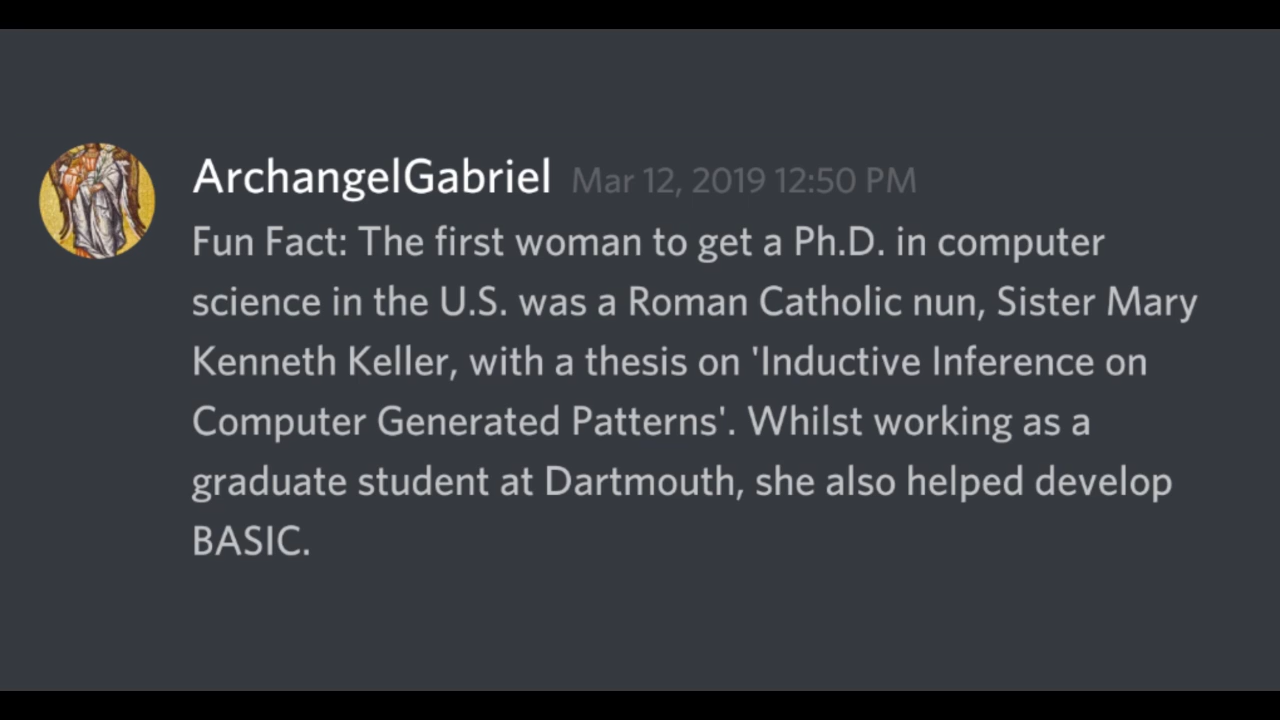 ArchangelGabriel Mar 12, 2019 12:50 PM
Fun Fact: The first woman to get a Ph.D. in computer
science in the U.S. was a Roman Catholic nun, Sister Mary
Kenneth Keller, with a thesis on 'Inductive Inference on
Computer Generated Patterns'. Whilst working as a
graduate student at Dartmouth, she also helped develop
BASIC.